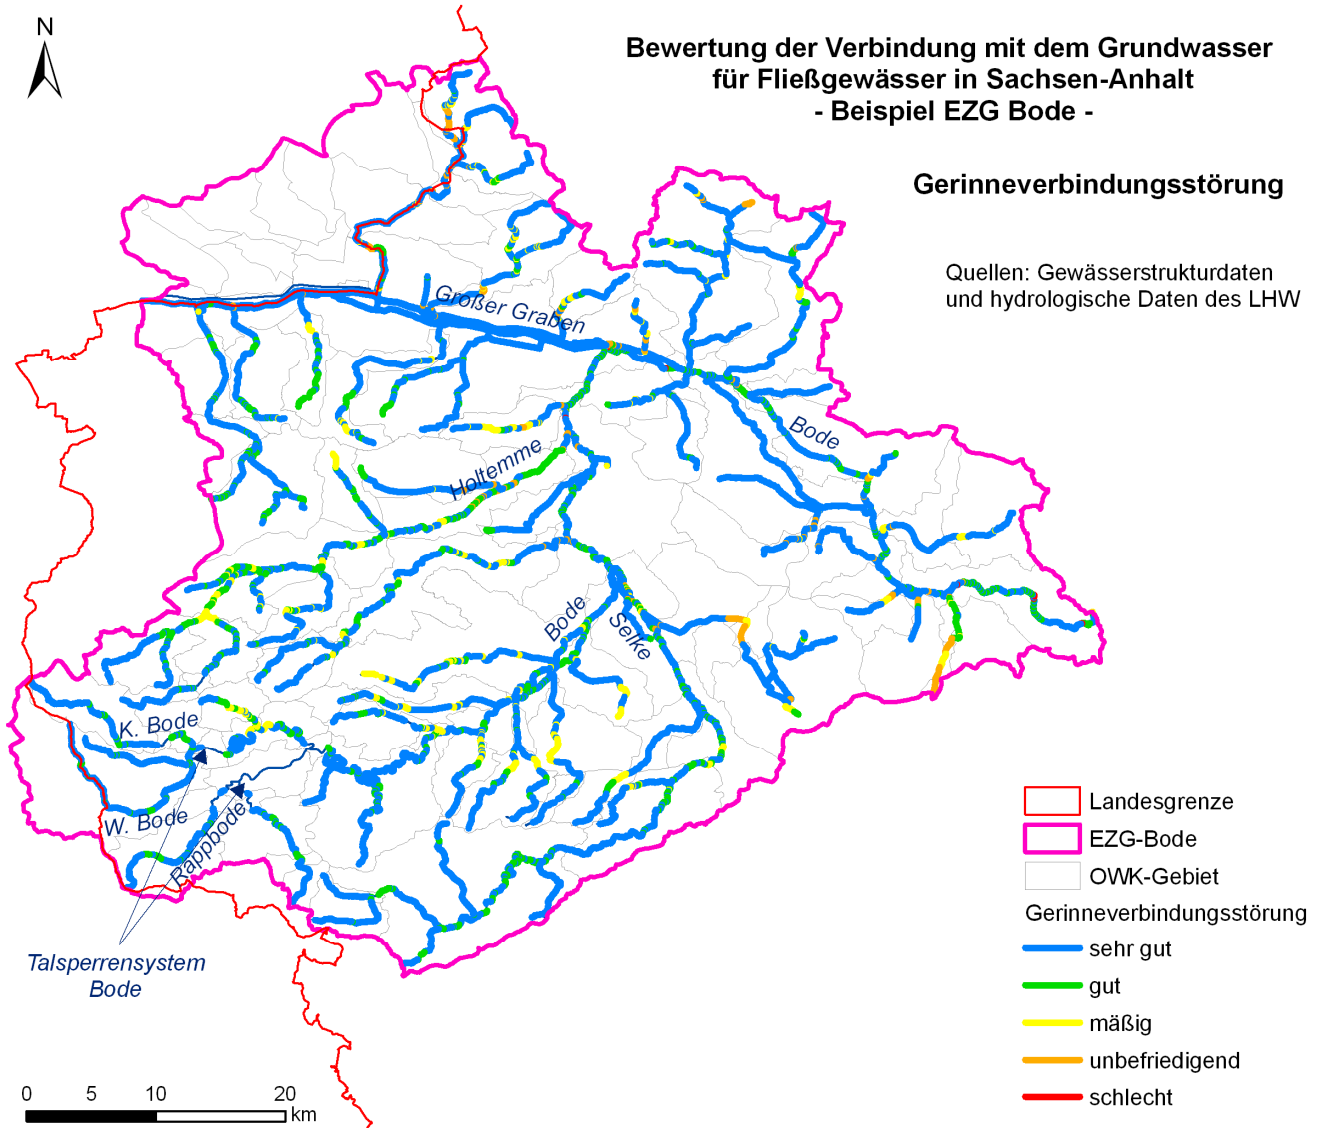 N
Bewertung der Verbindung mit dem Grundwasser
für Fließgewässer in Sachsen-Anhalt
- Beispiel EZG Bode -
Gerinneverbindungsstörung
Quellen: Gewässerstrukturdaten
und hydrologische Daten des LHW
Großer Graben
Bode
Holtemme
Bode
Selke
K. Bode
W. Bode
Rappbode
Talsperrensystem
Bode
Landesgrenze
EZG-Bode
OWK-Gebiet
Gerinneverbindungsstörung
sehr gut
gut
mäßig
unbefriedigend
schlecht
0 5 10 20
km